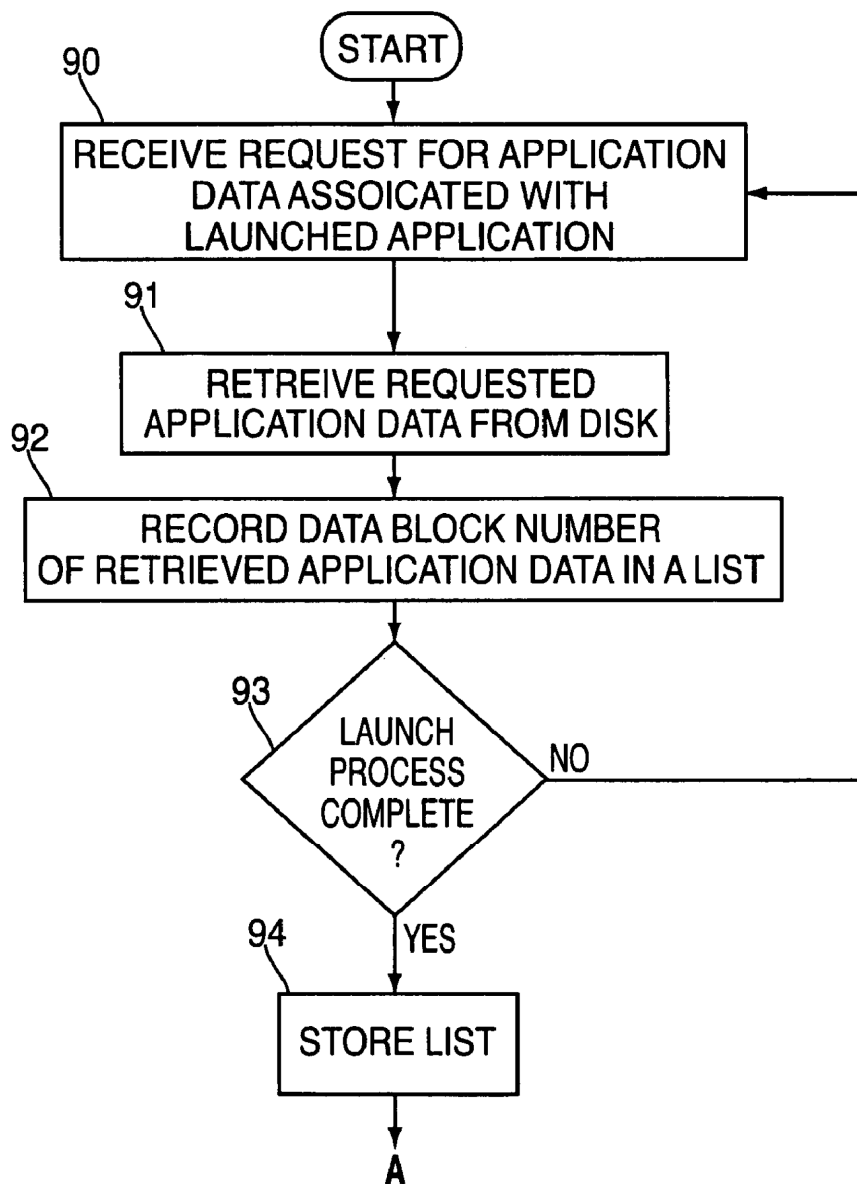 START
90
RECEIVE REQUEST FOR APPLICATION
DATA ASSOICATED WITH
LAUNCHED APPLICATION
91
RETREIVE REQUESTED
APPLICATION DATA FROM DISK
92
RECORD DATA BLOCK NUMBER
OF RETRIEVED APPLICATION DATA IN A LIST
93
LAUNCH
PROCESS
COMPLETE
?
NO
YES
94
STORE LIST
A